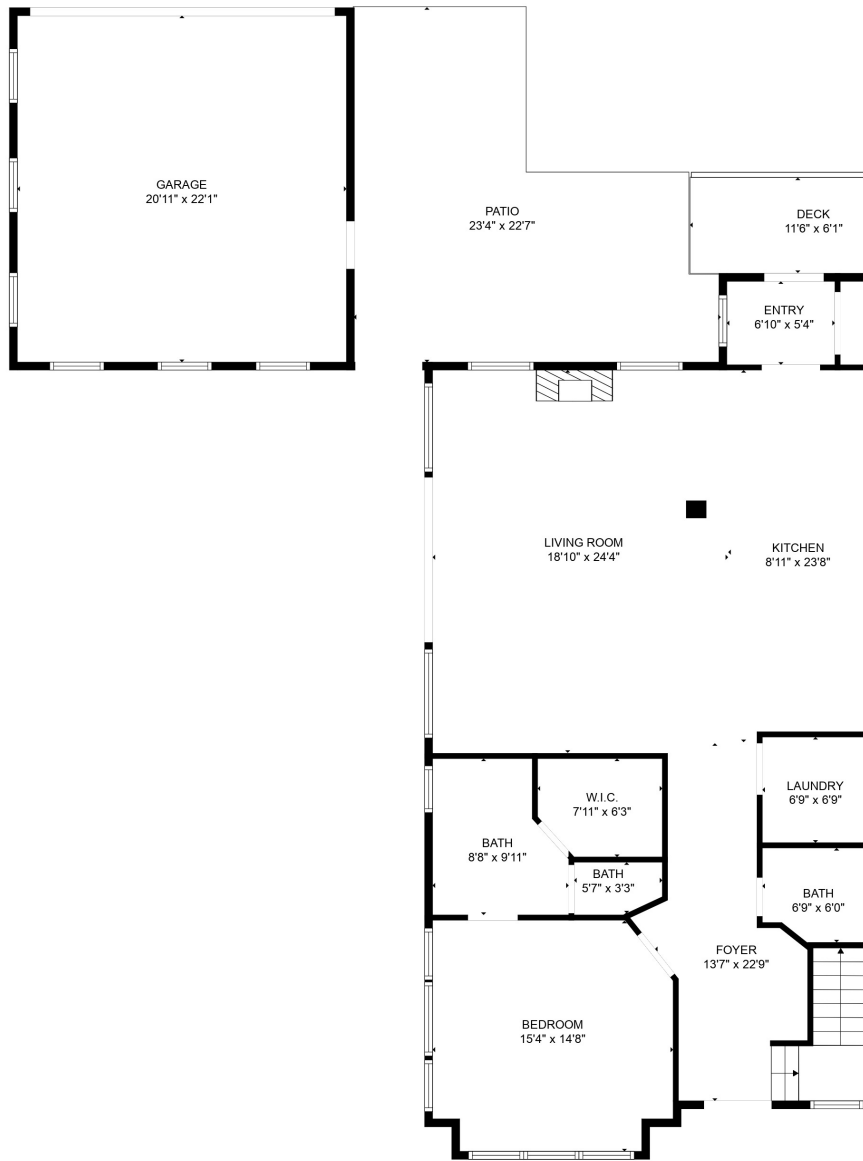 GARAGE
20'11" x 22'1"
PATIO
23'4" x 22'7"
DECK
11'6" x 6'1"
ENTRY
6'10" x 5'4"
LIVING ROOM
18'10" x 24'4"
KITCHEN
8'11" x 23'8"
W.I.C.
7'11" x 6'3"
LAUNDRY
6'9" x 6'9"
BATH
8'8" x 9'11"
BATH
5'7" x 3'3"
BATH
6'9" x 6'0"
FOYER
13'7" x 22'9"
BEDROOM
15'4" x 14'8"